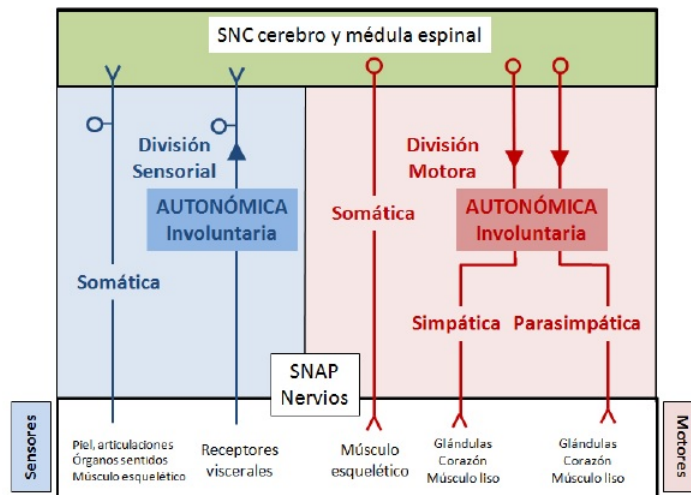 SNC cerebro y médula espinal
División
Sensorial
AUTONÓMICA
Involuntaria
Somática
División
Motora
Somática
AUTONÓMICA
Involuntaria
Simpática
Parasimpática
SNAP
Nervios
Sensores
Piel, articulaciones
Órganos sentidos
Músculo esquelético
Receptores
viscerales
Músculo
esquelético
Glándulas
Corazón
Músculo liso
Glándulas
Corazón
Músculo liso
Motores